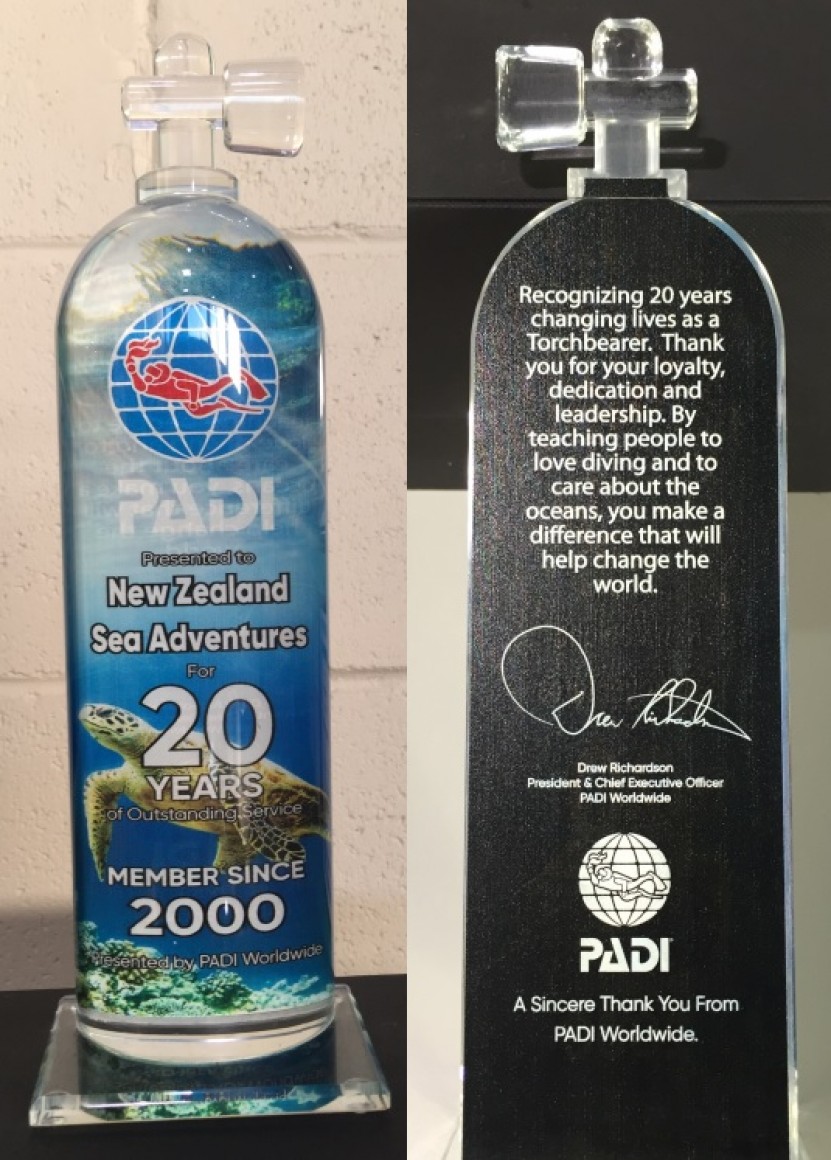 PADI
Presented to
New Zealand
Sea Adventures
For
20
YEARS
of Outstanding Service
MEMBER SINCE
2000
Presented by PADI Worldwide
Recognizing 20 years
changing lives as a
Torchbearer. Thank
you for your loyalty,
dedication and
leadership. By
teaching people to
love diving and to
care about the
oceans, you make a
difference that will
help change the
world.
Drew Richardson
Drew Richardson
President & Chief Executive Officer
PADI Worldwide
PADI
A Sincere Thank You From
PADI Worldwide.